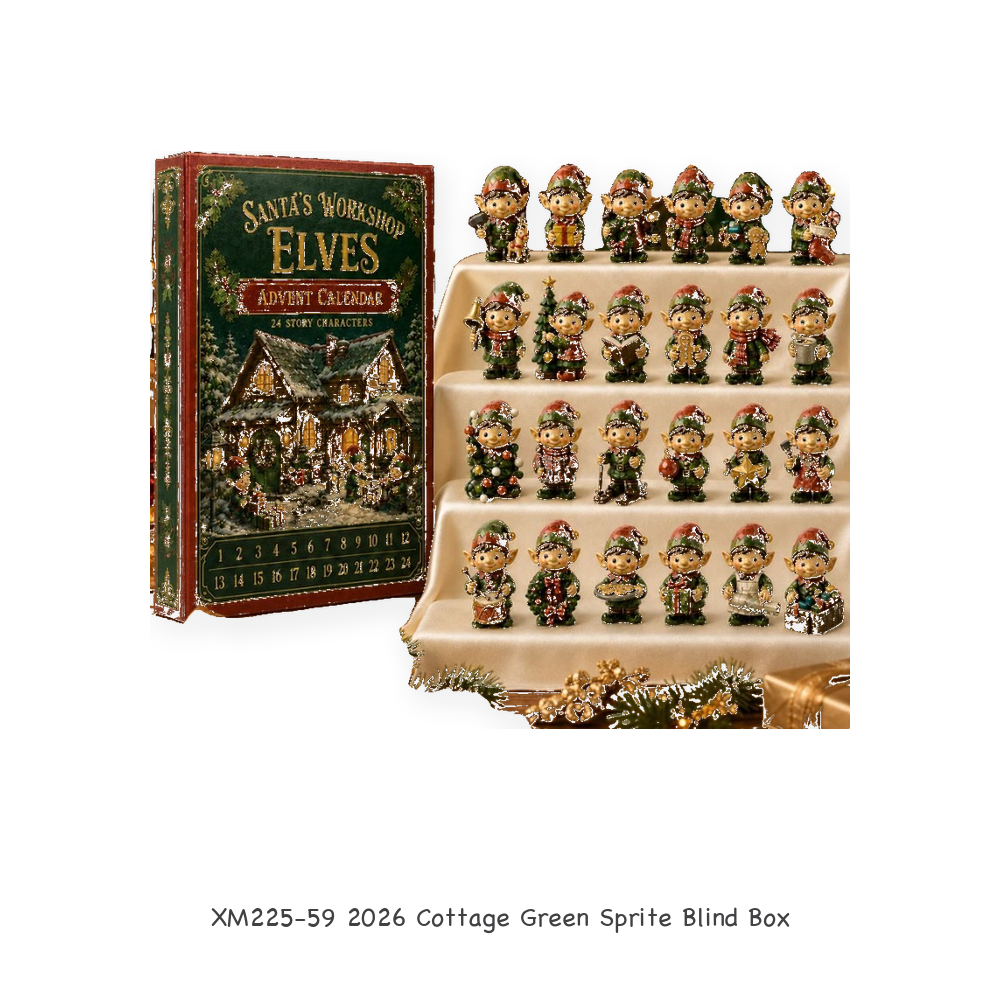 SANTA'S WORKSHOP
ELVES
ADVENT CALENDAR
24 STORY CHARACTERS
1 2 3 4 5 6 7 8 9 10 11 12
13 14 15 16 17 18 19 20 21 22 23 24
XM225-59 2026 Cottage Green Sprite Blind Box